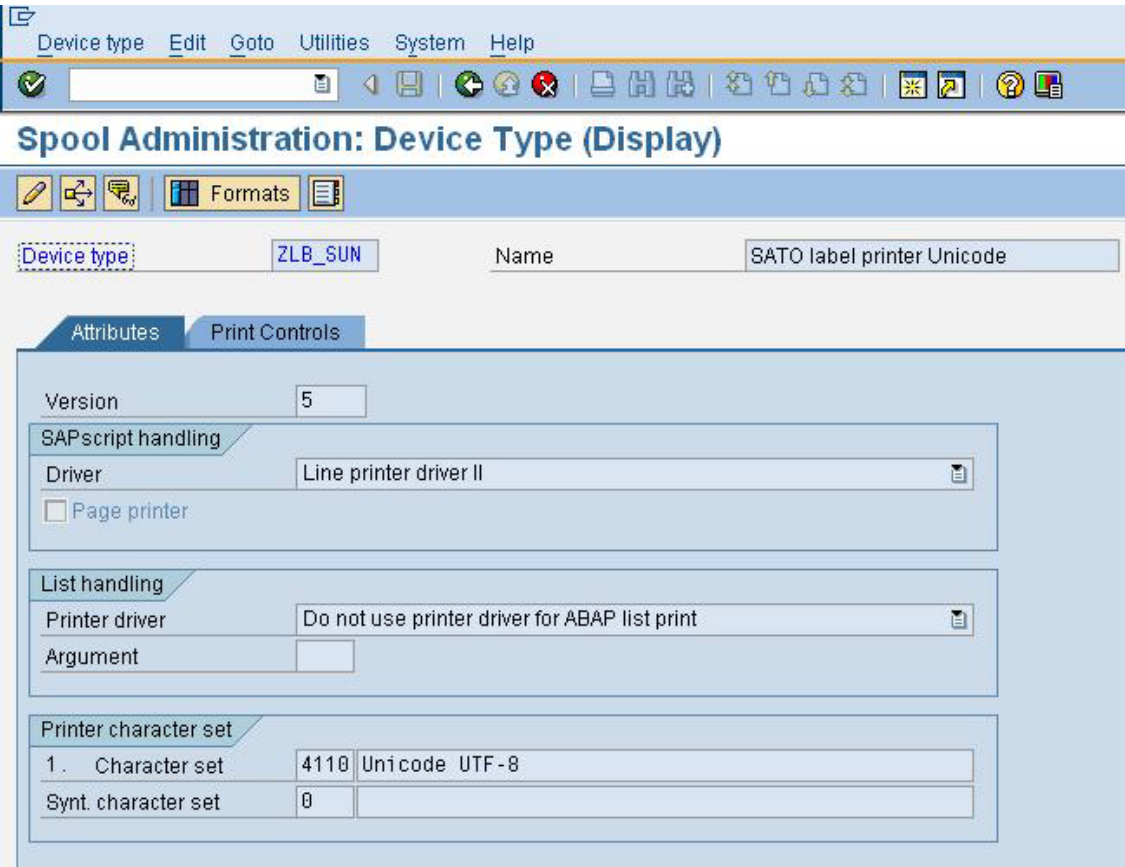 Device type Edit Goto Utilities System Help
Spool Administration: Device Type (Display)
Formats
Device type ZLB_SUN Name SATO label printer Unicode
Attributes Print Controls
Version 5
SAPscript handling
Driver Line printer driver II
Page printer
List handling
Printer driver Do not use printer driver for ABAP list print
Argument
Printer character set
1. Character set 4110 Unicode UTF-8
Synt. character set 0